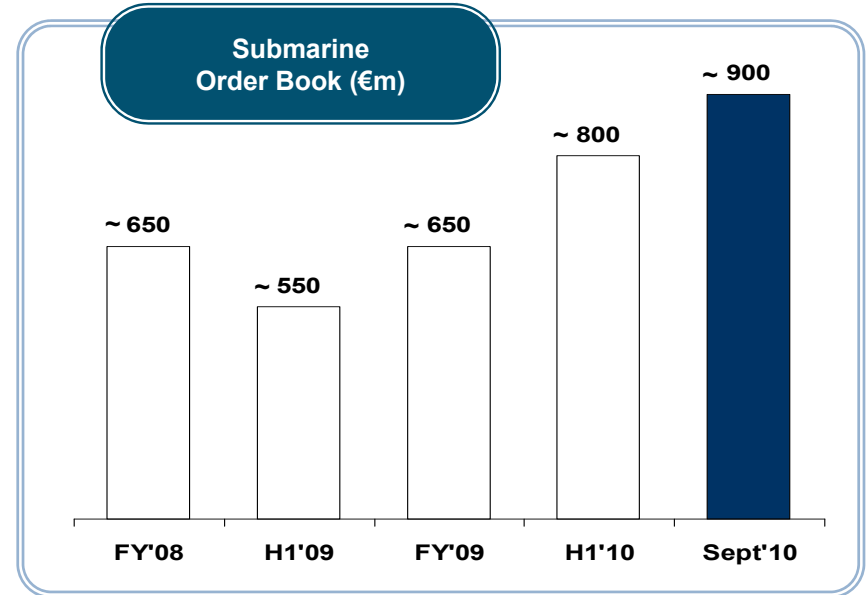 Submarine
Order Book (€m)
~ 900
~ 800
~ 650
~ 650
~ 550
FY'08 H1'09 FY'09 H1'10 Sept'10